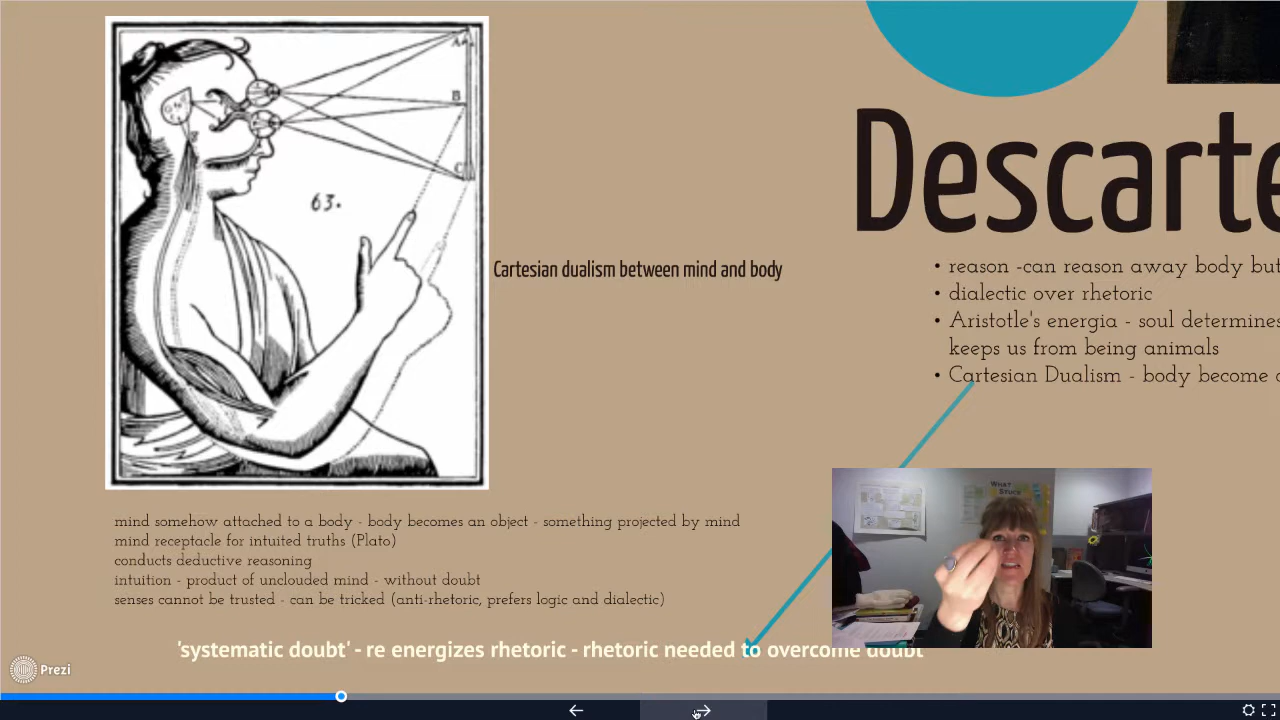 A
B
C
63.
Cartesian dualism between mind and body
Descarte
• reason -can reason away body but
• dialectic over rhetoric
• Aristotle's energia - soul determines
keeps us from being animals
• Cartesian Dualism - body become
mind somehow attached to a body - body becomes an object - something projected by mind
mind receptacle for intuited truths (Plato)
conducts deductive reasoning
intuition - product of unclouded mind - without doubt
senses cannot be trusted - can be tricked (anti-rhetoric, prefers logic and dialectic)
WHAT
STUCK
'systematic doubt' - re energizes rhetoric - rhetoric needed to overcome doubt
Prezi